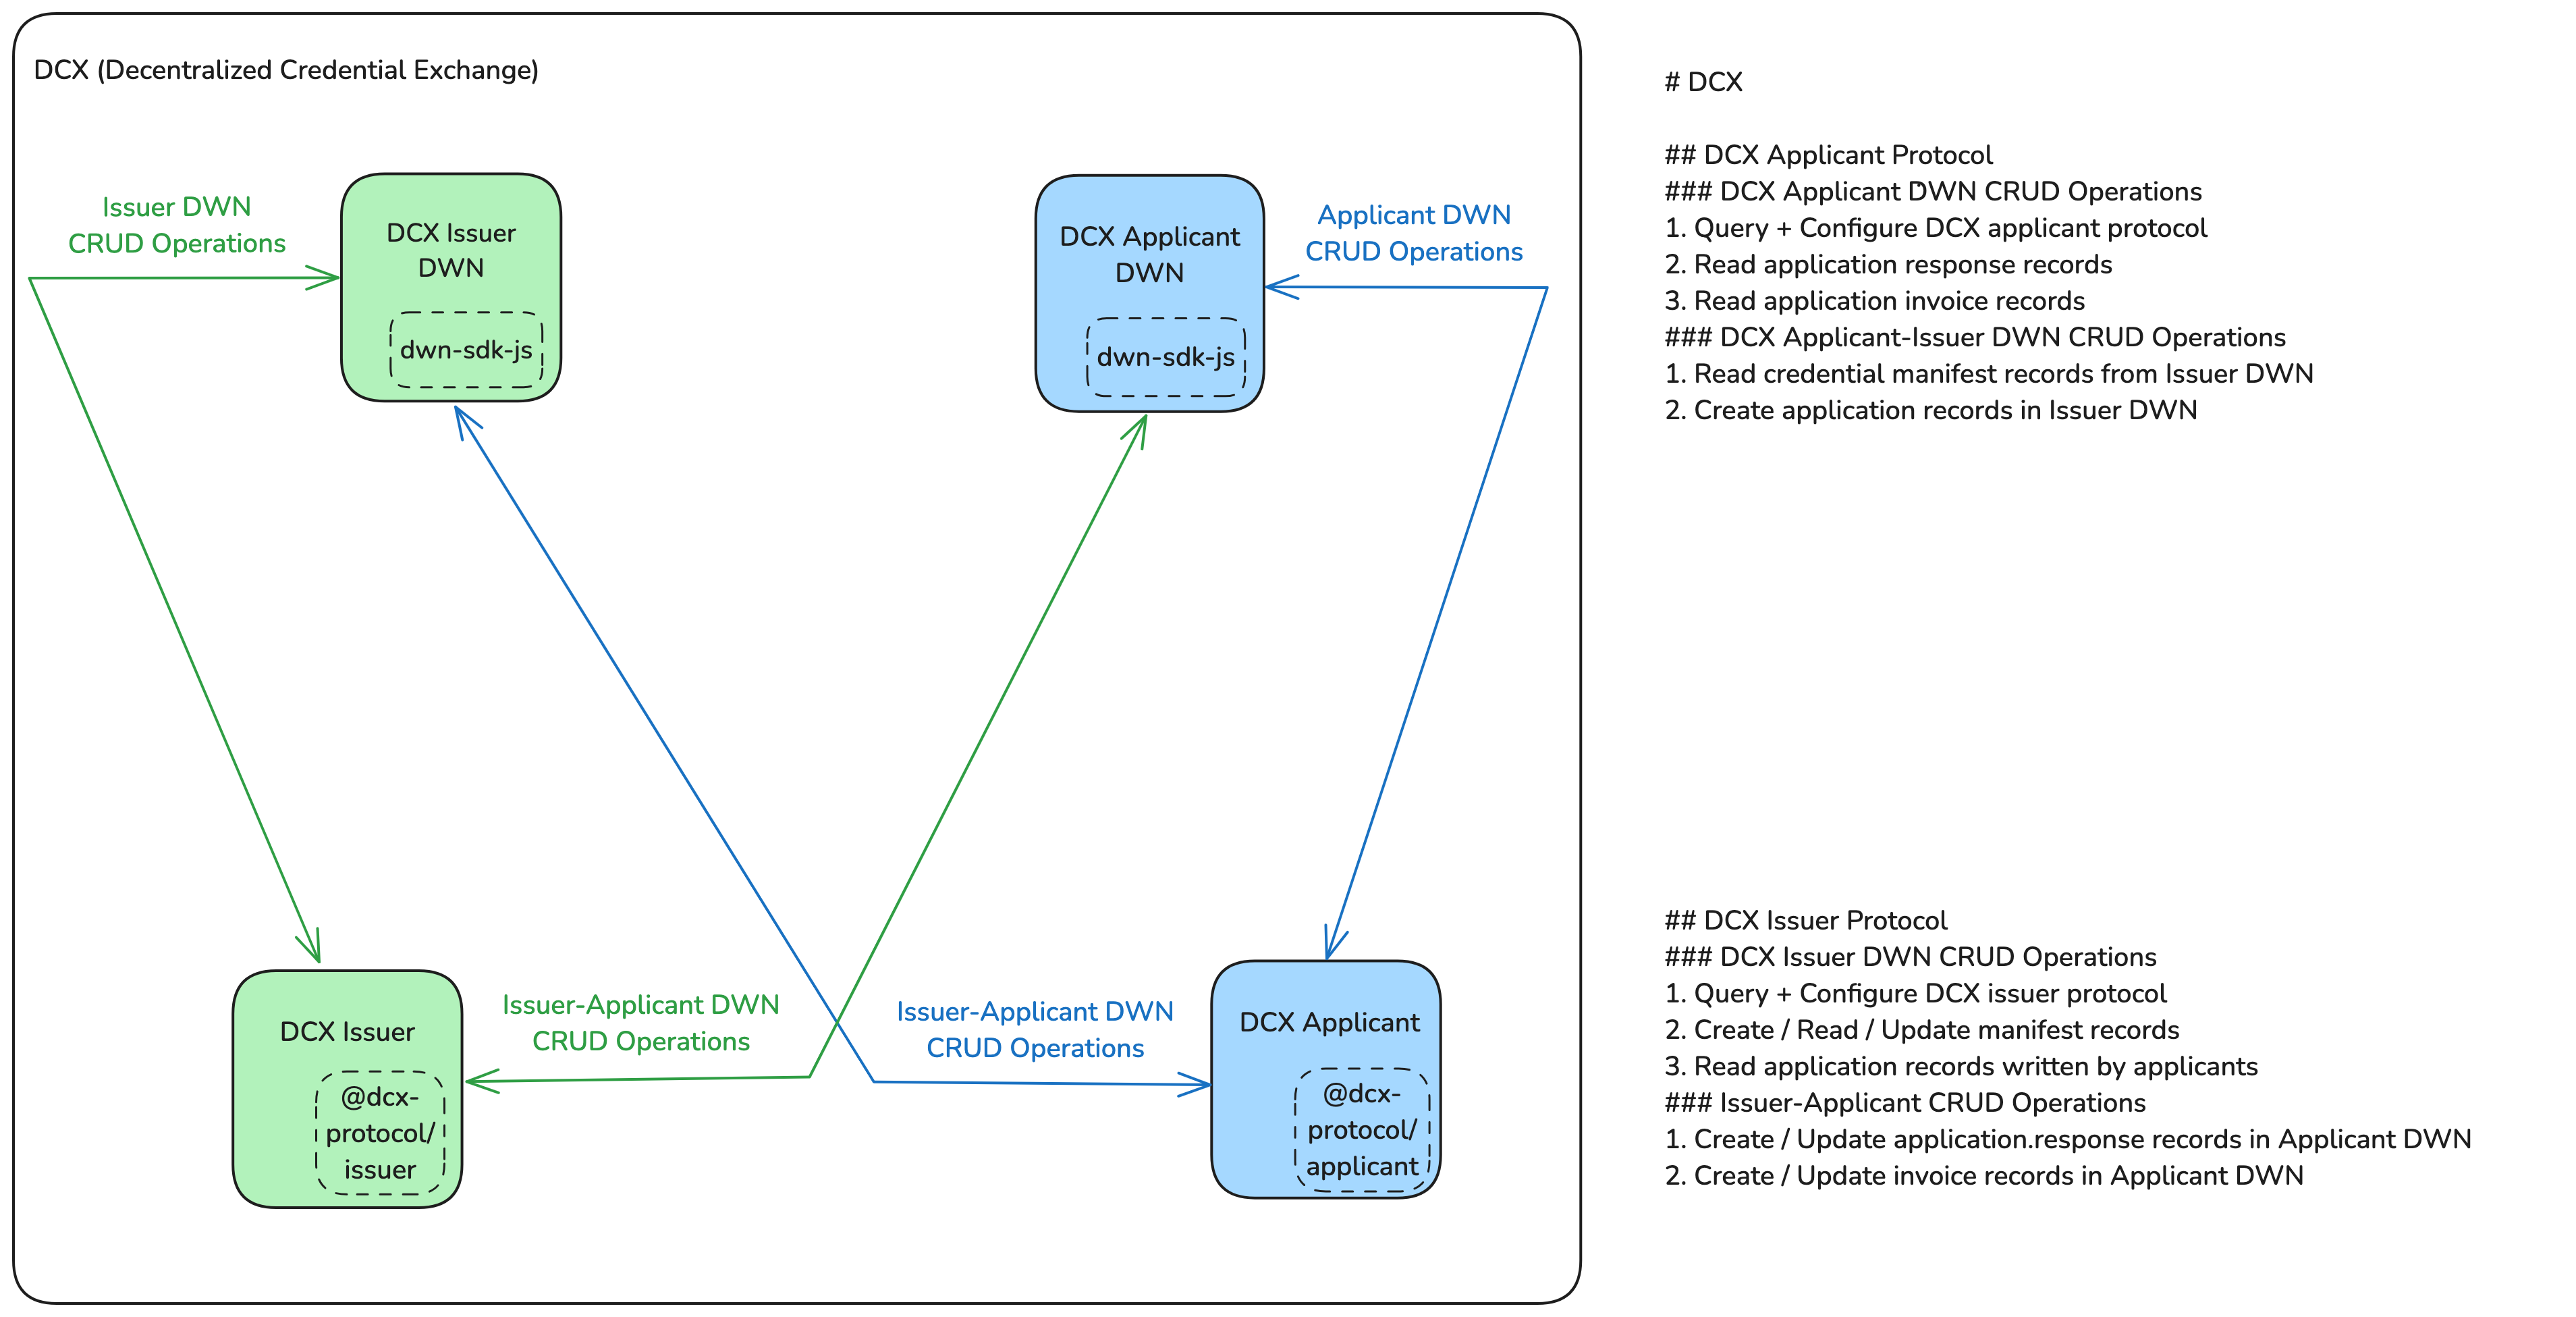 DCX (Decentralized Credential Exchange)
Issuer DWN
CRUD Operations
DCX Issuer
DWN
dwn-sdk-js
DCX Applicant
DWN
dwn-sdk-js
Applicant DWN
CRUD Operations
DCX Issuer
@dcx-
protocol/
issuer
Issuer-Applicant DWN
CRUD Operations
Issuer-Applicant DWN
CRUD Operations
DCX Applicant
@dcx-
protocol/
applicant
# DCX
## DCX Applicant Protocol
### DCX Applicant DWN CRUD Operations
1. Query + Configure DCX applicant protocol
2. Read application response records
3. Read application invoice records
### DCX Applicant-Issuer DWN CRUD Operations
1. Read credential manifest records from Issuer DWN
2. Create application records in Issuer DWN
## DCX Issuer Protocol
### DCX Issuer DWN CRUD Operations
1. Query + Configure DCX issuer protocol
2. Create / Read / Update manifest records
3. Read application records written by applicants
### Issuer-Applicant CRUD Operations
1. Create / Update application.response records in Applicant DWN
2. Create / Update invoice records in Applicant DWN